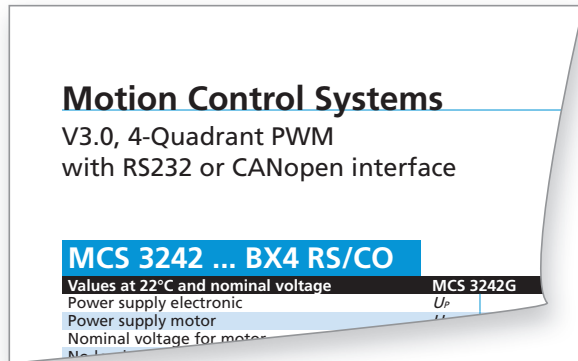 Motion Control Systems
V3.0, 4-Quadrant PWM
with RS232 or CANopen interface
MCS 3242 ... BX4 RS/CO
Values at 22°C and nominal voltage MCS 3242G
Power supply electronic UP
Power supply motor
Nominal voltage for motor